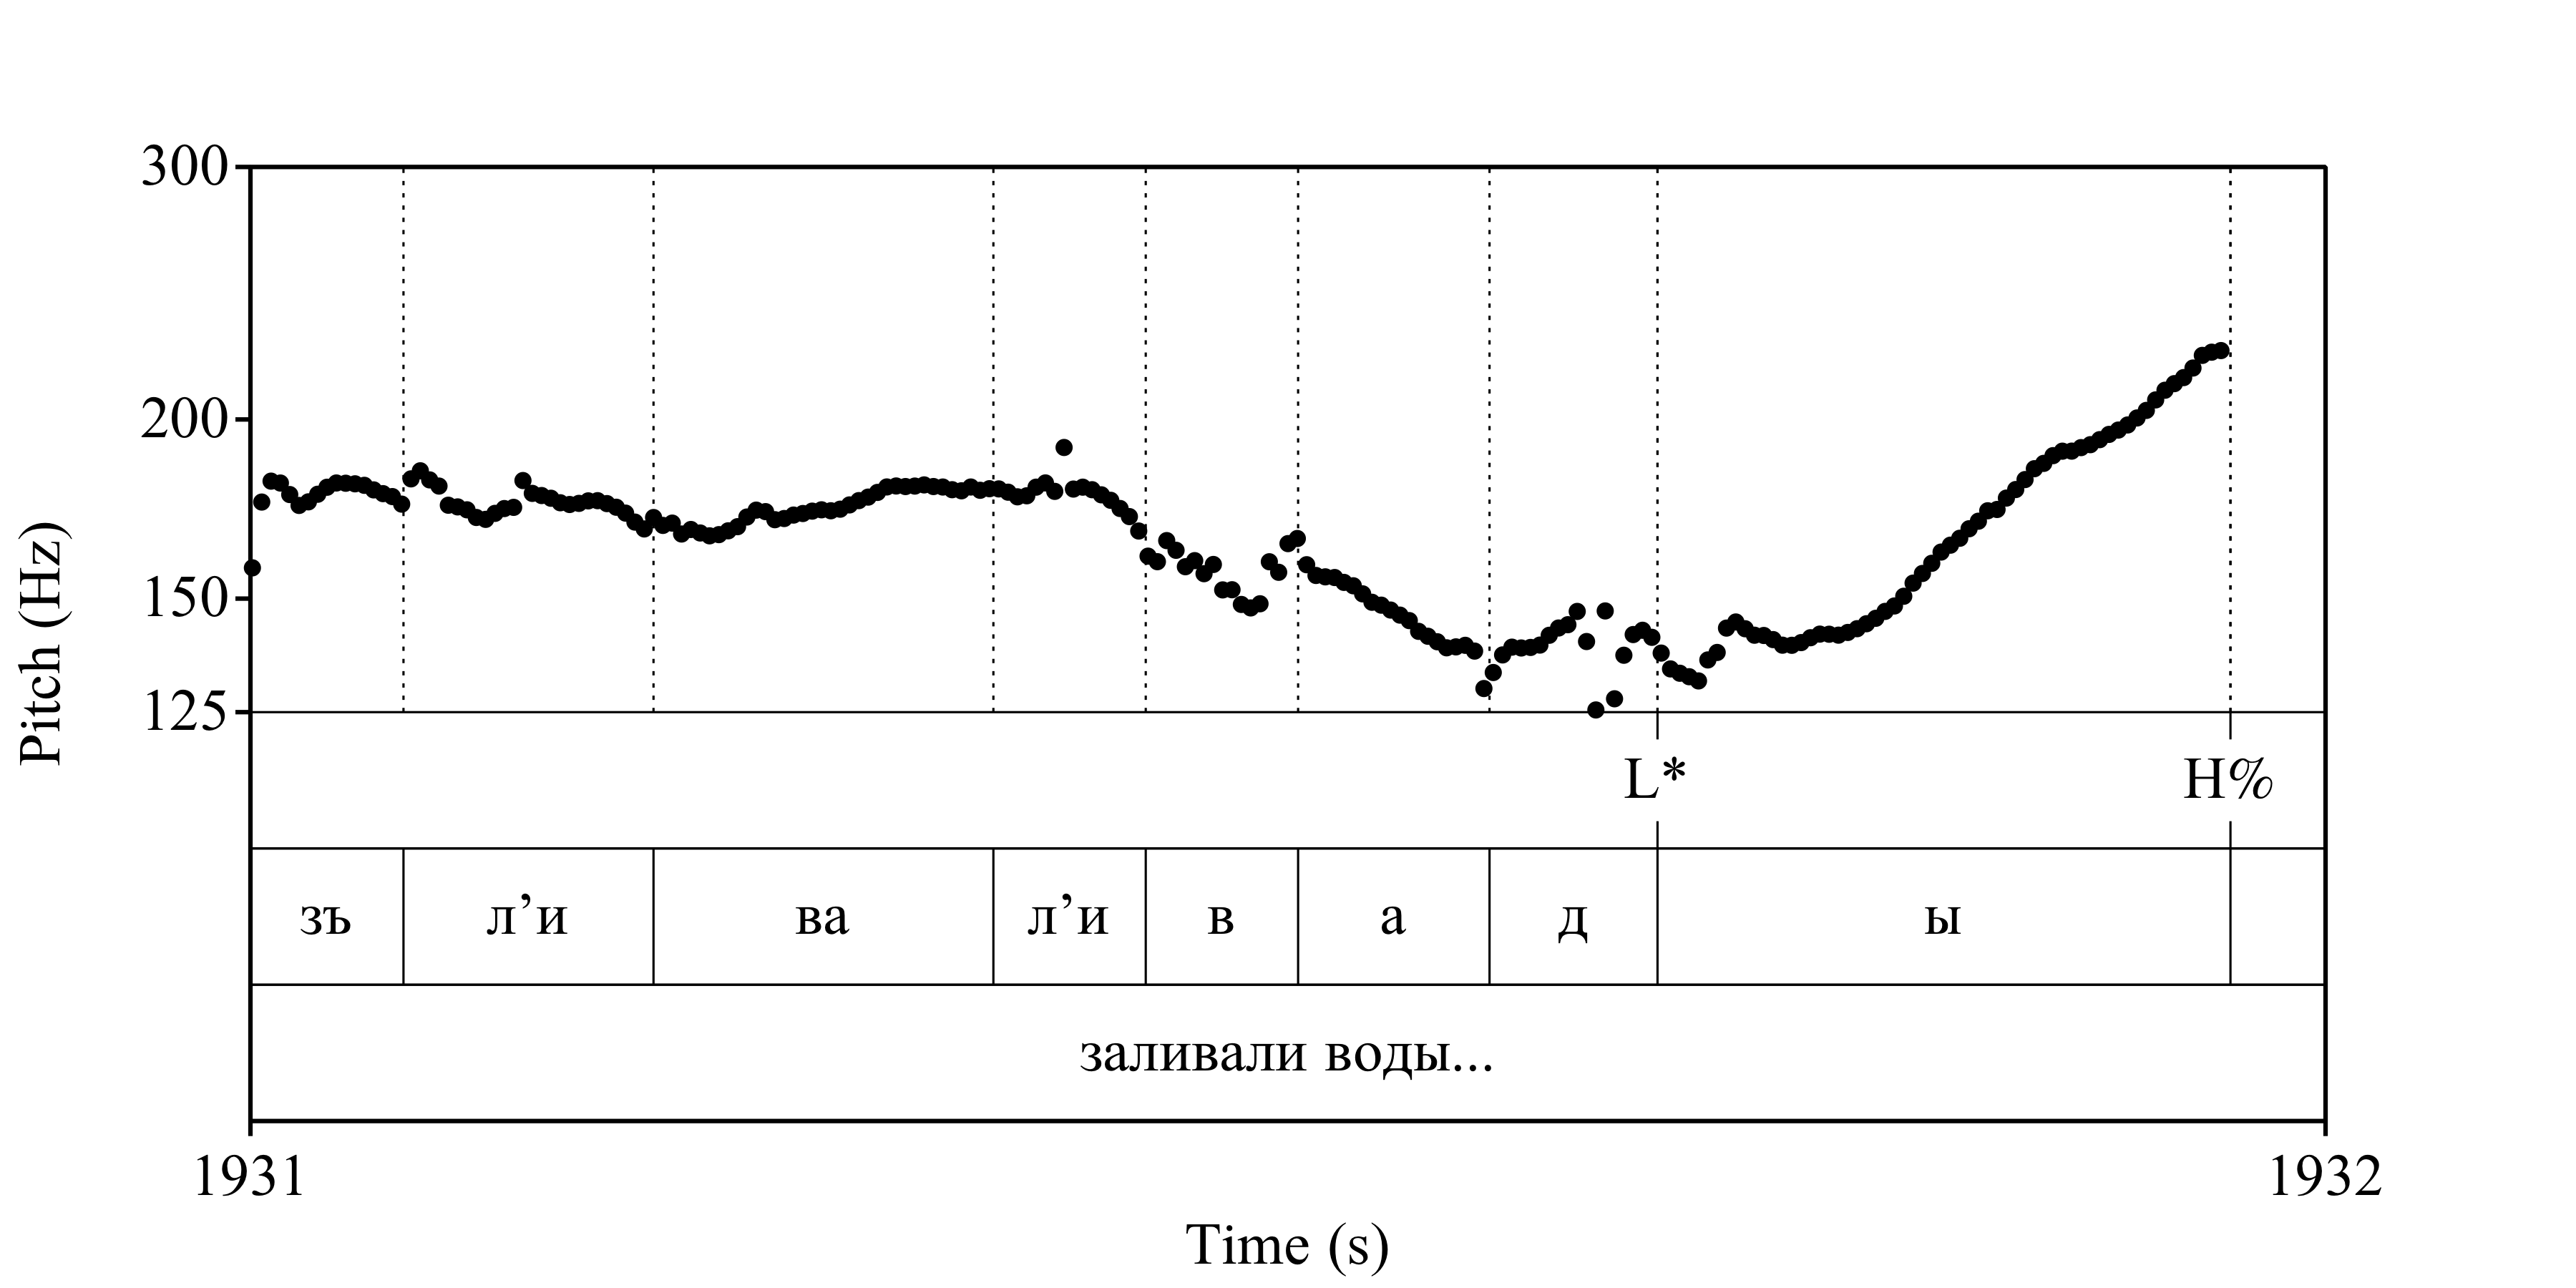 300
200
150
125
Pitch (Hz)
L* H%
зъ л’и ва л’и в а д ы
заливали воды...
1931 1932
Time (s)